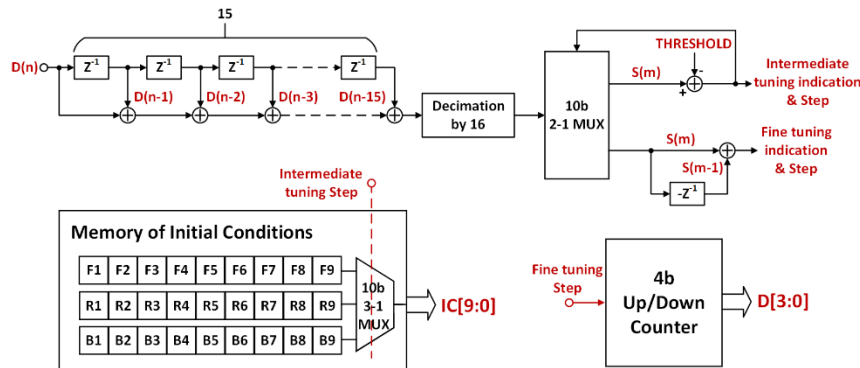 15
D(n)
Z⁻¹
Z⁻¹
Z⁻¹
Z⁻¹
D(n-1)
D(n-2)
D(n-3)
D(n-15)
Decimation
by 16
10b
2-1 MUX
S(m)
THRESHOLD
-
+
Intermediate
tuning indication
& Step
S(m)
S(m-1)
-Z⁻¹
Fine tuning
indication
& Step
Intermediate
tuning Step
Memory of Initial Conditions
F1 F2 F3 F4 F5 F6 F7 F8 F9
R1 R2 R3 R4 R5 R6 R7 R8 R9
B1 B2 B3 B4 B5 B6 B7 B8 B9
10b
3-1
MUX
IC[9:0]
Fine tuning
Step
4b
Up/Down
Counter
D[3:0]